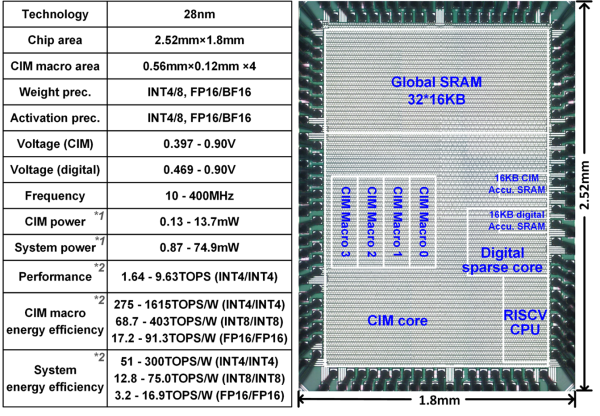 Technology 28nm
Chip area 2.52mm×1.8mm
CIM macro area 0.56mm×0.12mm ×4
Weight prec. INT4/8, FP16/BF16
Activation prec. INT4/8, FP16/BF16
Voltage (CIM) 0.397 - 0.90V
Voltage (digital) 0.469 - 0.90V
Frequency 10 - 400MHz
CIM power *1 0.13 - 13.7mW
System power *1 0.87 - 74.9mW
Performance *2 1.64 - 9.63TOPS (INT4/INT4)
CIM macro energy efficiency *2
275 - 1615TOPS/W (INT4/INT4)
68.7 - 403TOPS/W (INT8/INT8)
17.2 - 91.3TOPS/W (FP16/FP16)
System energy efficiency *2
51 - 300TOPS/W (INT4/INT4)
12.8 - 75.0TOPS/W (INT8/INT8)
3.2 - 16.9TOPS/W (FP16/FP16)
Global SRAM
32*16KB
16KB CIM
Accu. SRAM
16KB digital
Accu. SRAM
CIM Macro 3
CIM Macro 2
CIM Macro 1
CIM Macro 0
Digital
sparse core
CIM core
RISCV
CPU
2.52mm
1.8mm